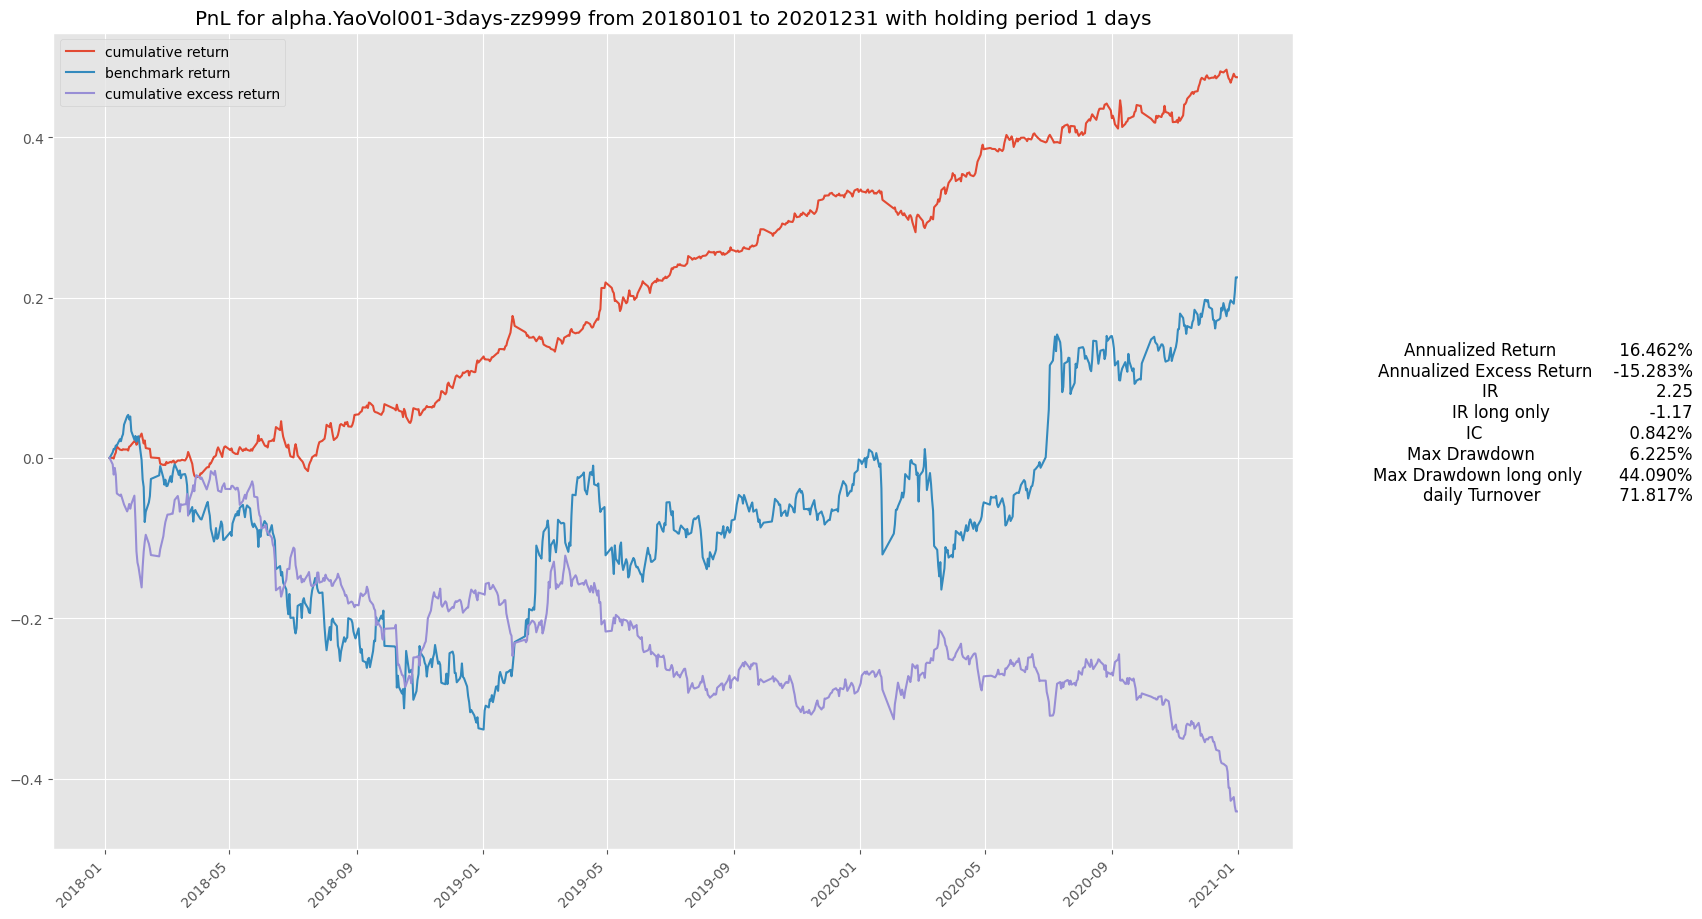 PnL for alpha.YaoVol001-3days-zz9999 from 20180101 to 20201231 with holding period 1 days
cumulative return
benchmark return
cumulative excess return
0.4
0.2
0.0
−0.2
−0.4
2018-01
2018-05
2018-09
2019-01
2019-05
2019-09
2020-01
2020-05
2020-09
2021-01
Annualized Return 16.462%
Annualized Excess Return -15.283%
IR 2.25
IR long only -1.17
IC 0.842%
Max Drawdown 6.225%
Max Drawdown long only 44.090%
daily Turnover 71.817%